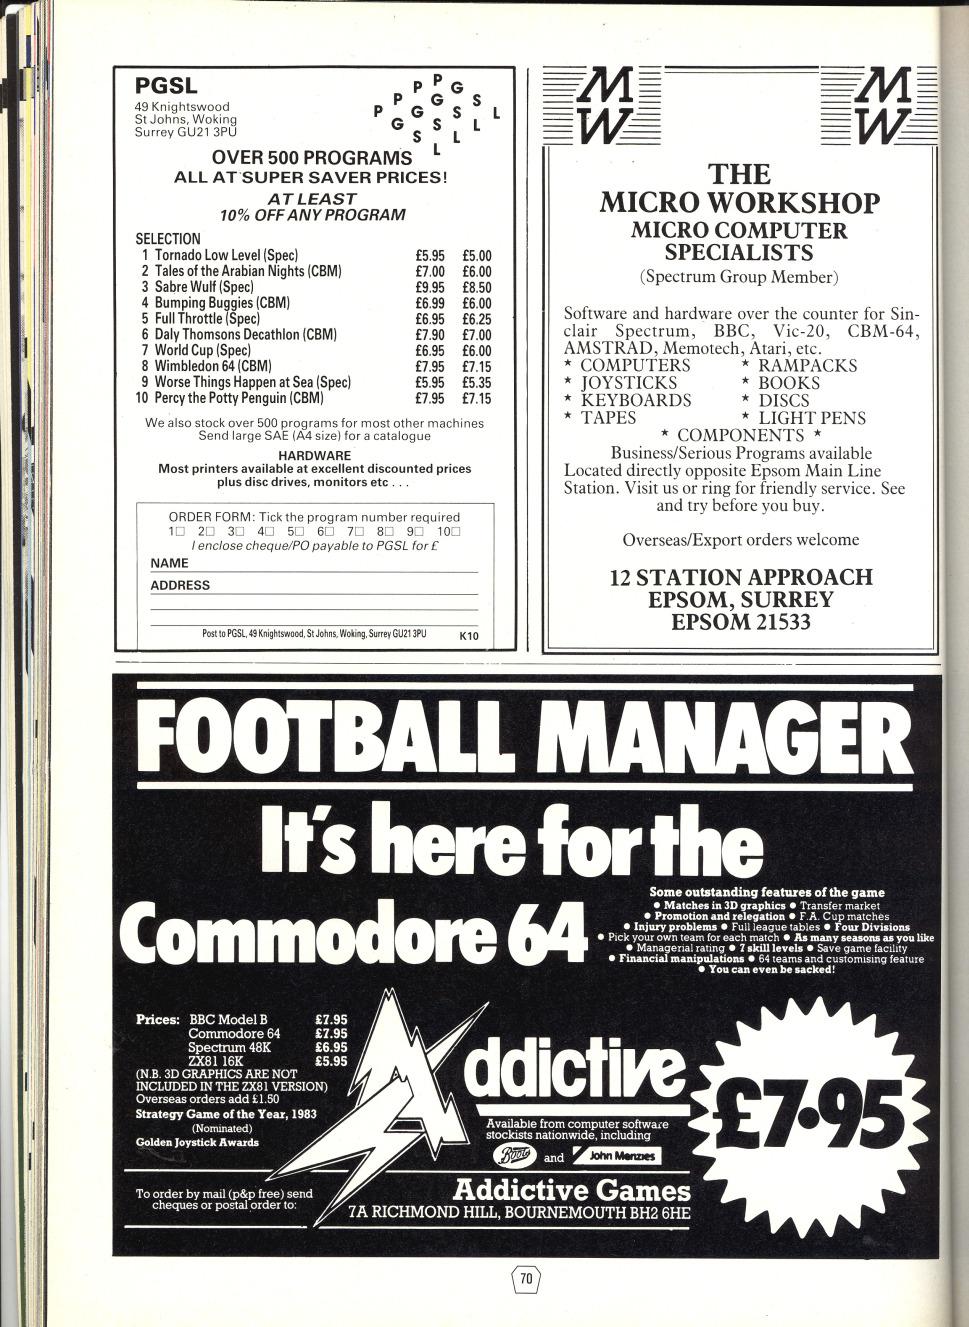 PGSL
49 Knightswood
St Johns, Woking
Surrey GU21 3PU
P P G S L
P G S L
P G S L
G S L
OVER 500 PROGRAMS
ALL AT SUPER SAVER PRICES!
AT LEAST
10% OFF ANY PROGRAM
SELECTION
1 Tornado Low Level (Spec) £5.95 £5.00
2 Tales of the Arabian Nights (CBM) £7.00 £6.00
3 Sabre Wulf (Spec) £9.95 £8.50
4 Bumping Buggies (CBM) £6.99 £6.00
5 Full Throttle (Spec) £6.95 £6.25
6 Daly Thomsons Decathlon (CBM) £7.90 £7.00
7 World Cup (Spec) £6.95 £6.00
8 Wimbledon 64 (CBM) £7.95 £7.15
9 Worse Things Happen at Sea (Spec) £5.95 £5.35
10 Percy the Potty Penguin (CBM) £7.95 £7.15
We also stock over 500 programs for most other machines
Send large SAE (A4 size) for a catalogue
HARDWARE
Most printers available at excellent discounted prices
plus disc drives, monitors etc . . .
ORDER FORM: Tick the program number required
1□ 2□ 3□ 4□ 5□ 6□ 7□ 8□ 9□ 10□
I enclose cheque/PO payable to PGSL for £
NAME
ADDRESS
Post to PGSL, 49 Knightswood, St Johns, Woking, Surrey GU21 3PU K10
MW MW
THE
MICRO WORKSHOP
MICRO COMPUTER
SPECIALISTS
(Spectrum Group Member)
Software and hardware over the counter for Sin-
clair Spectrum, BBC, Vic-20, CBM-64,
AMSTRAD, Memotech, Atari, etc.
* COMPUTERS * RAMPACKS
* JOYSTICKS * BOOKS
* KEYBOARDS * DISCS
* TAPES * LIGHT PENS
* COMPONENTS *
Business/Serious Programs available
Located directly opposite Epsom Main Line
Station. Visit us or ring for friendly service. See
and try before you buy.
Overseas/Export orders welcome
12 STATION APPROACH
EPSOM, SURREY
EPSOM 21533
FOOTBALL MANAGER
It's here for the
Commodore 64
Some outstanding features of the game
● Matches in 3D graphics ● Transfer market
● Promotion and relegation ● F.A. Cup matches
● Injury problems ● Full league tables ● Four Divisions
● Pick your own team for each match ● As many seasons as you like
● Managerial rating ● 7 skill levels ● Save game facility
● Financial manipulations ● 64 teams and customising feature
● You can even be sacked!
Prices: BBC Model B £7.95
Commodore 64 £7.95
Spectrum 48K £6.95
ZX81 16K £5.95
(N.B. 3D GRAPHICS ARE NOT
INCLUDED IN THE ZX81 VERSION)
Overseas orders add £1.50
Strategy Game of the Year, 1983
(Nominated)
Golden Joystick Awards
Addictive
Available from computer software
stockists nationwide, including
Boots and John Menzies
£7.95
To order by mail (p&p free) send
cheques or postal order to:
Addictive Games
7A RICHMOND HILL, BOURNEMOUTH BH2 6HE
70